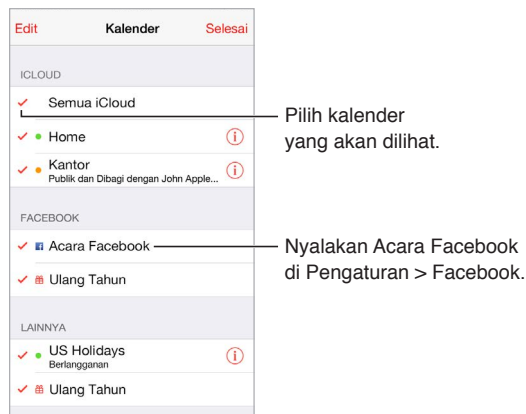 Edit Kalender Selesai
ICLOUD
Semua iCloud
Home
Kantor
Publik dan Dibagi dengan John Apple...
FACEBOOK
Acara Facebook
Ulang Tahun
LAINNYA
US Holidays
Berlangganan
Ulang Tahun
Pilih kalender
yang akan dilihat.
Nyalakan Acara Facebook
di Pengaturan > Facebook.